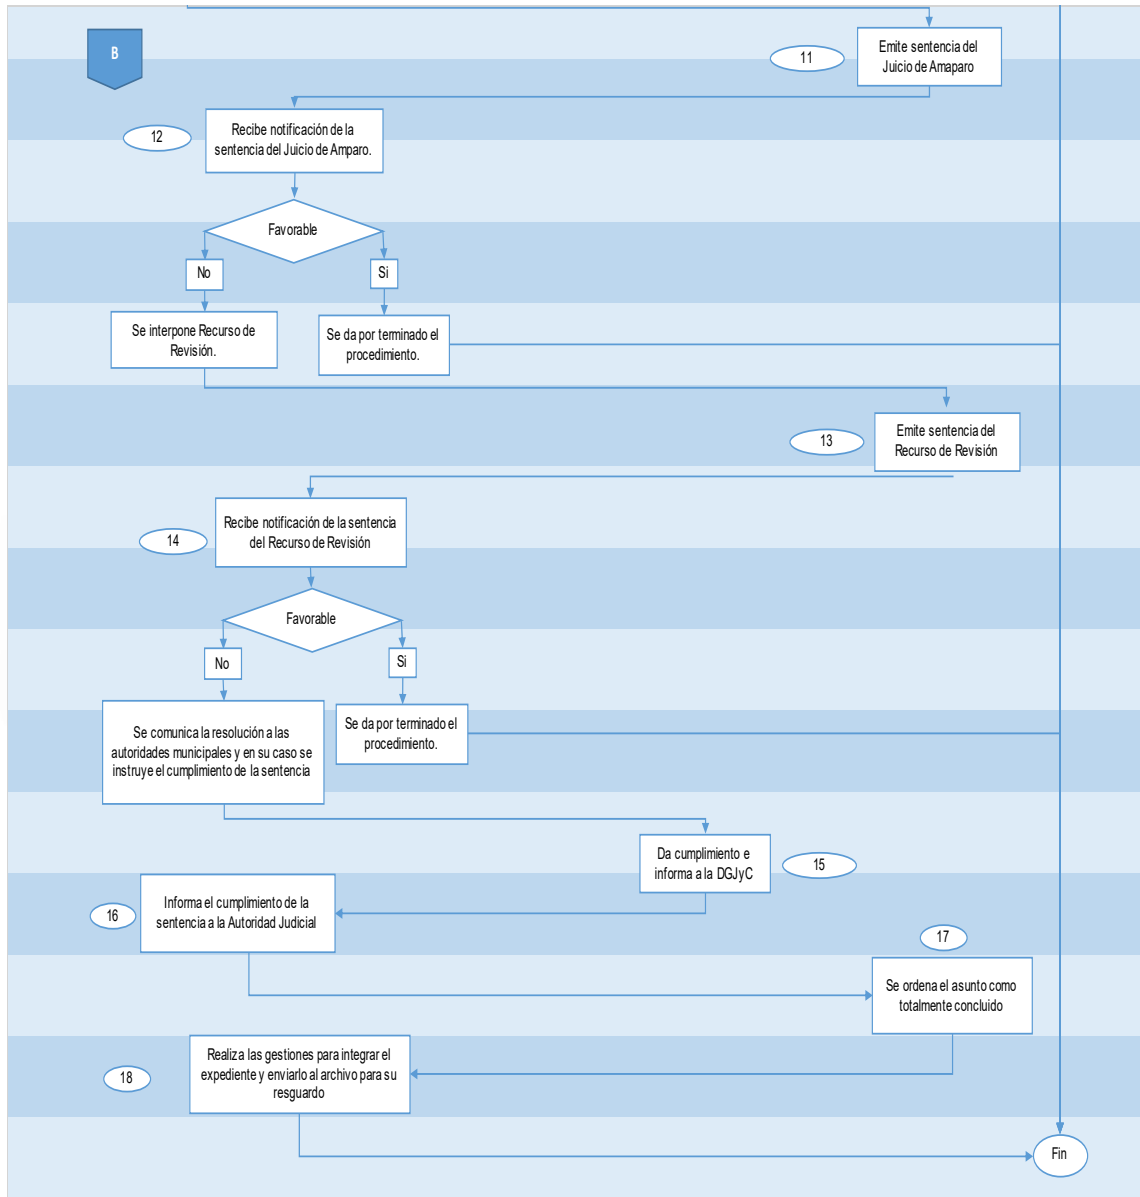 B
11
Emite sentencia del
Juicio de Amaparo
12
Recibe notificación de la
sentencia del Juicio de Amparo.
Favorable
No
Si
Se interpone Recurso de
Revisión.
Se da por terminado el
procedimiento.
13
Emite sentencia del
Recurso de Revisión
14
Recibe notificación de la sentencia
del Recurso de Revisión
Favorable
No
Si
Se comunica la resolución a las
autoridades municipales y en su caso se
instruye el cumplimiento de la sentencia
Se da por terminado el
procedimiento.
Da cumplimiento e
informa a la DGJyC
15
16
Informa el cumplimiento de la
sentencia a la Autoridad Judicial
17
Se ordena el asunto como
totalmente concluido
18
Realiza las gestiones para integrar el
expediente y enviarlo al archivo para su
resguardo
Fin